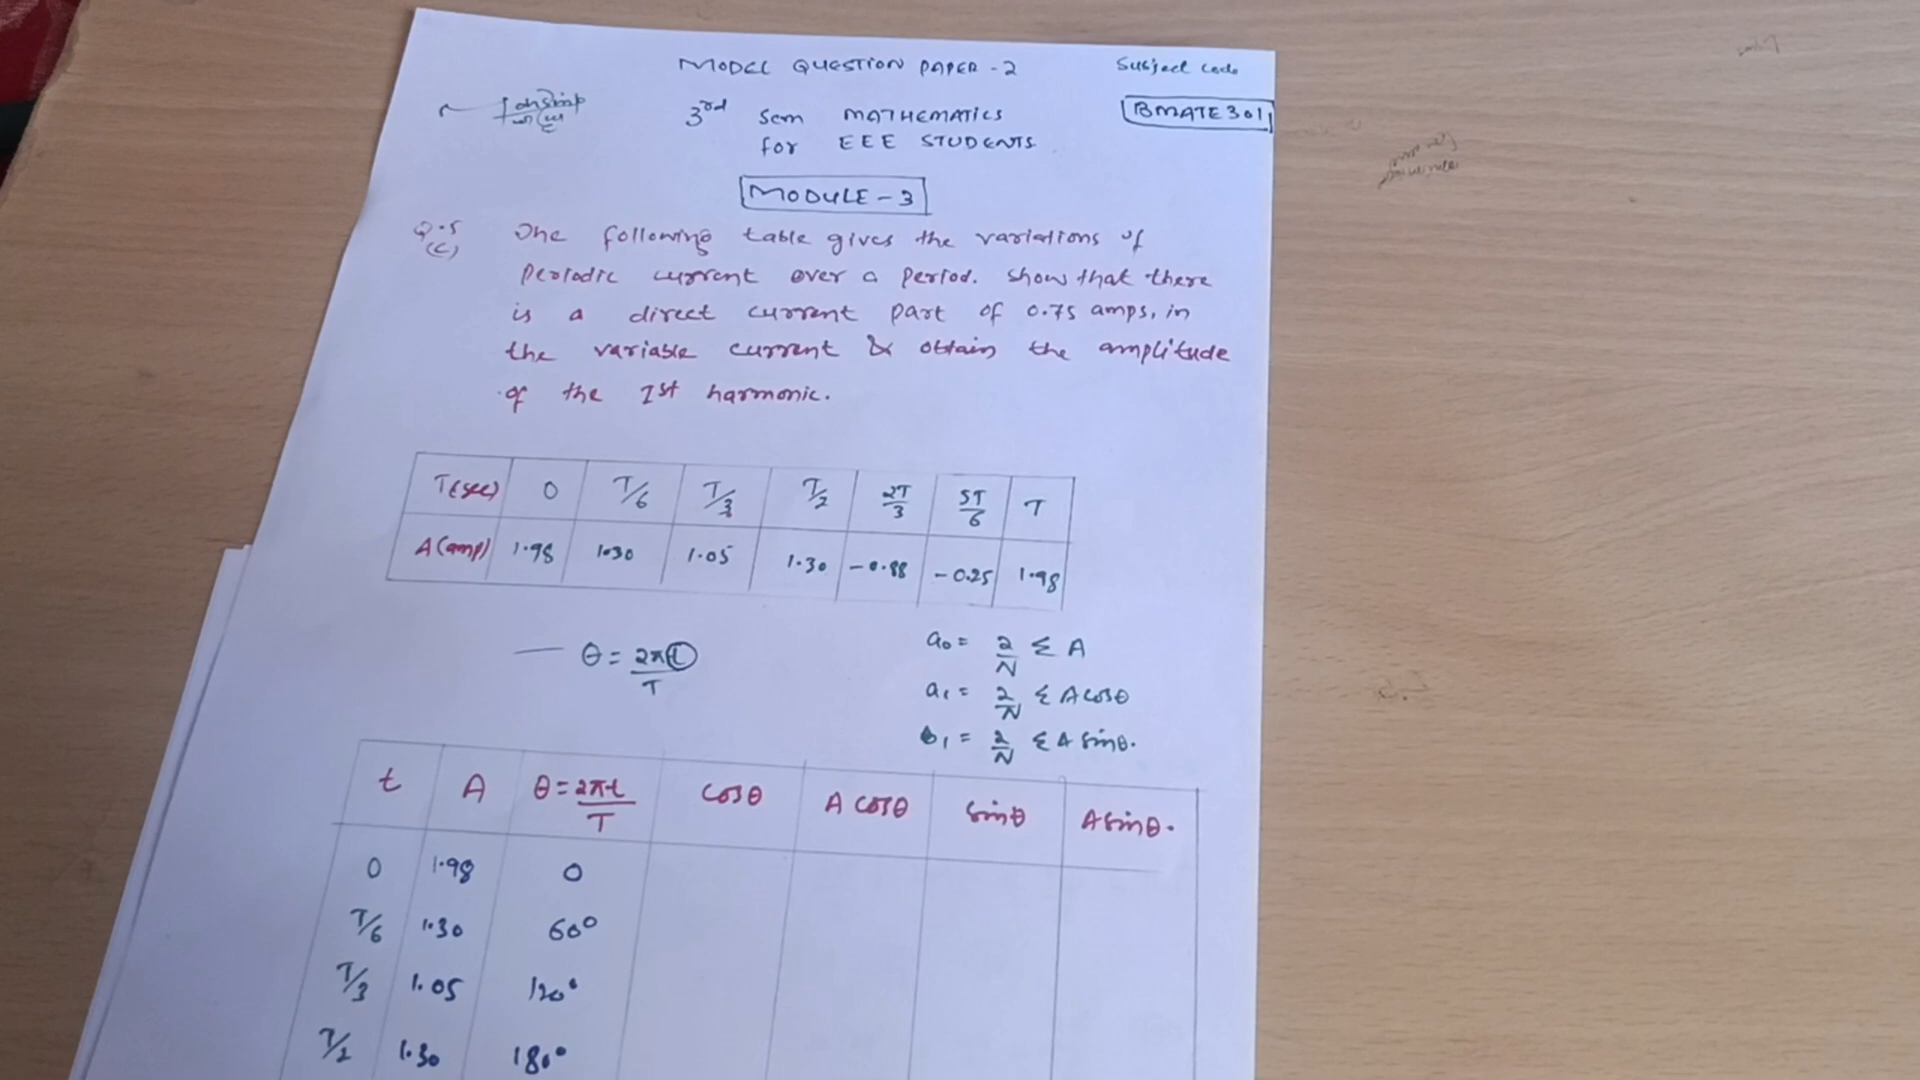 MODEL QUESTION PAPER - 2
Subject Code
3rd Sem MATHEMATICS
BMATE301
for EEE STUDENTS
MODULE - 3
Q.5 (c) The following table gives the variations of
periodic current over a period. Show that there
is a direct current part of 0.75 amps, in
the variable current & obtain the amplitude
of the 1st harmonic.
T(sec) 0 T/6 T/3 T/2 2T/3 5T/6 T
A(amp) 1.98 1.30 1.05 1.30 -0.88 -0.25 1.98
θ = 2πt/T
a0 = 2/N Σ A
a1 = 2/N Σ A cosθ
b1 = 2/N Σ A sinθ.
t A θ = 2πt/T cosθ A cosθ sinθ A sinθ.
0 1.98 0
T/6 1.30 60°
T/3 1.05 120°
T/2 1.30 180°